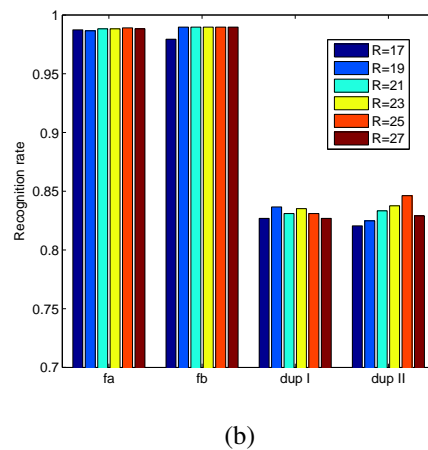 1
0.95
0.9
0.85
0.8
0.75
0.7
Recognition rate
R=17
R=19
R=21
R=23
R=25
R=27
fa fb dup I dup II
(b)